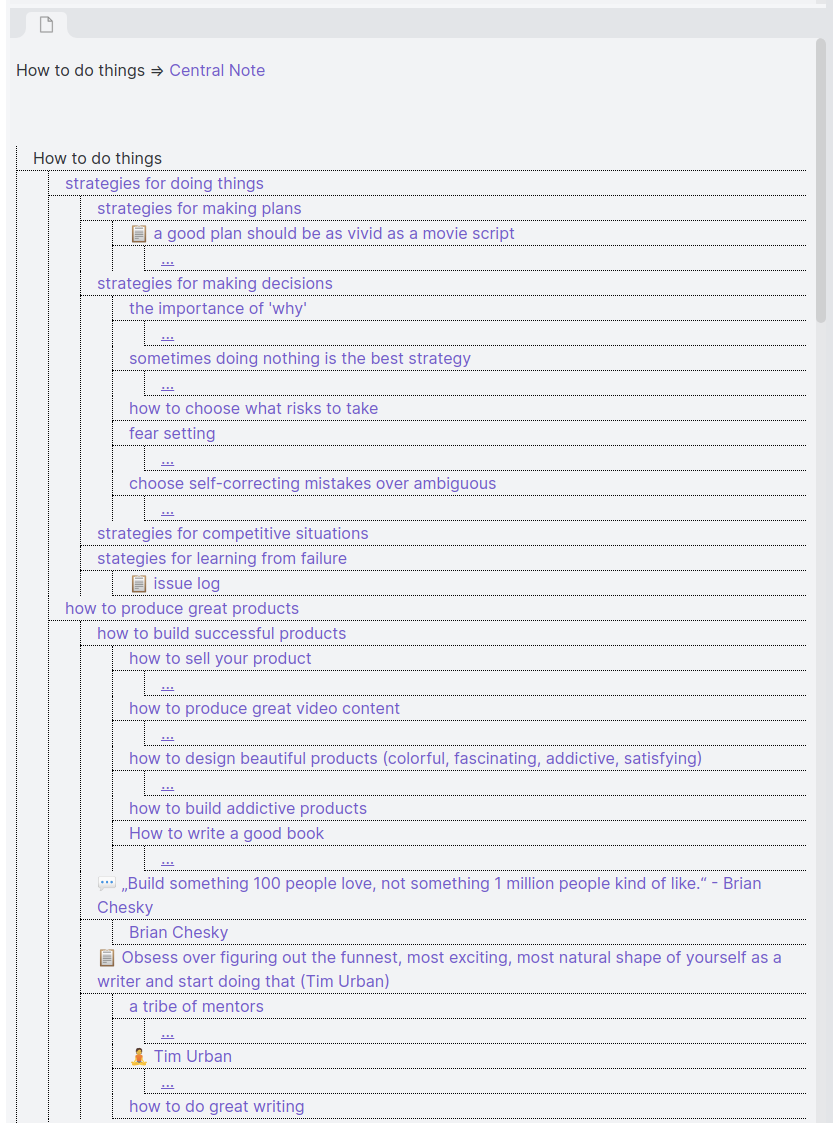 How to do things ⇒ Central Note
How to do things
strategies for doing things
strategies for making plans
📋 a good plan should be as vivid as a movie script
...
strategies for making decisions
the importance of 'why'
...
sometimes doing nothing is the best strategy
...
how to choose what risks to take
fear setting
...
choose self-correcting mistakes over ambiguous
...
strategies for competitive situations
stategies for learning from failure
📋 issue log
how to produce great products
how to build successful products
how to sell your product
...
how to produce great video content
...
how to design beautiful products (colorful, fascinating, addictive, satisfying)
...
how to build addictive products
How to write a good book
...
💬 „Build something 100 people love, not something 1 million people kind of like.“ - Brian
Chesky
Brian Chesky
📋 Obsess over figuring out the funnest, most exciting, most natural shape of yourself as a
writer and start doing that (Tim Urban)
a tribe of mentors
...
🧘 Tim Urban
...
how to do great writing